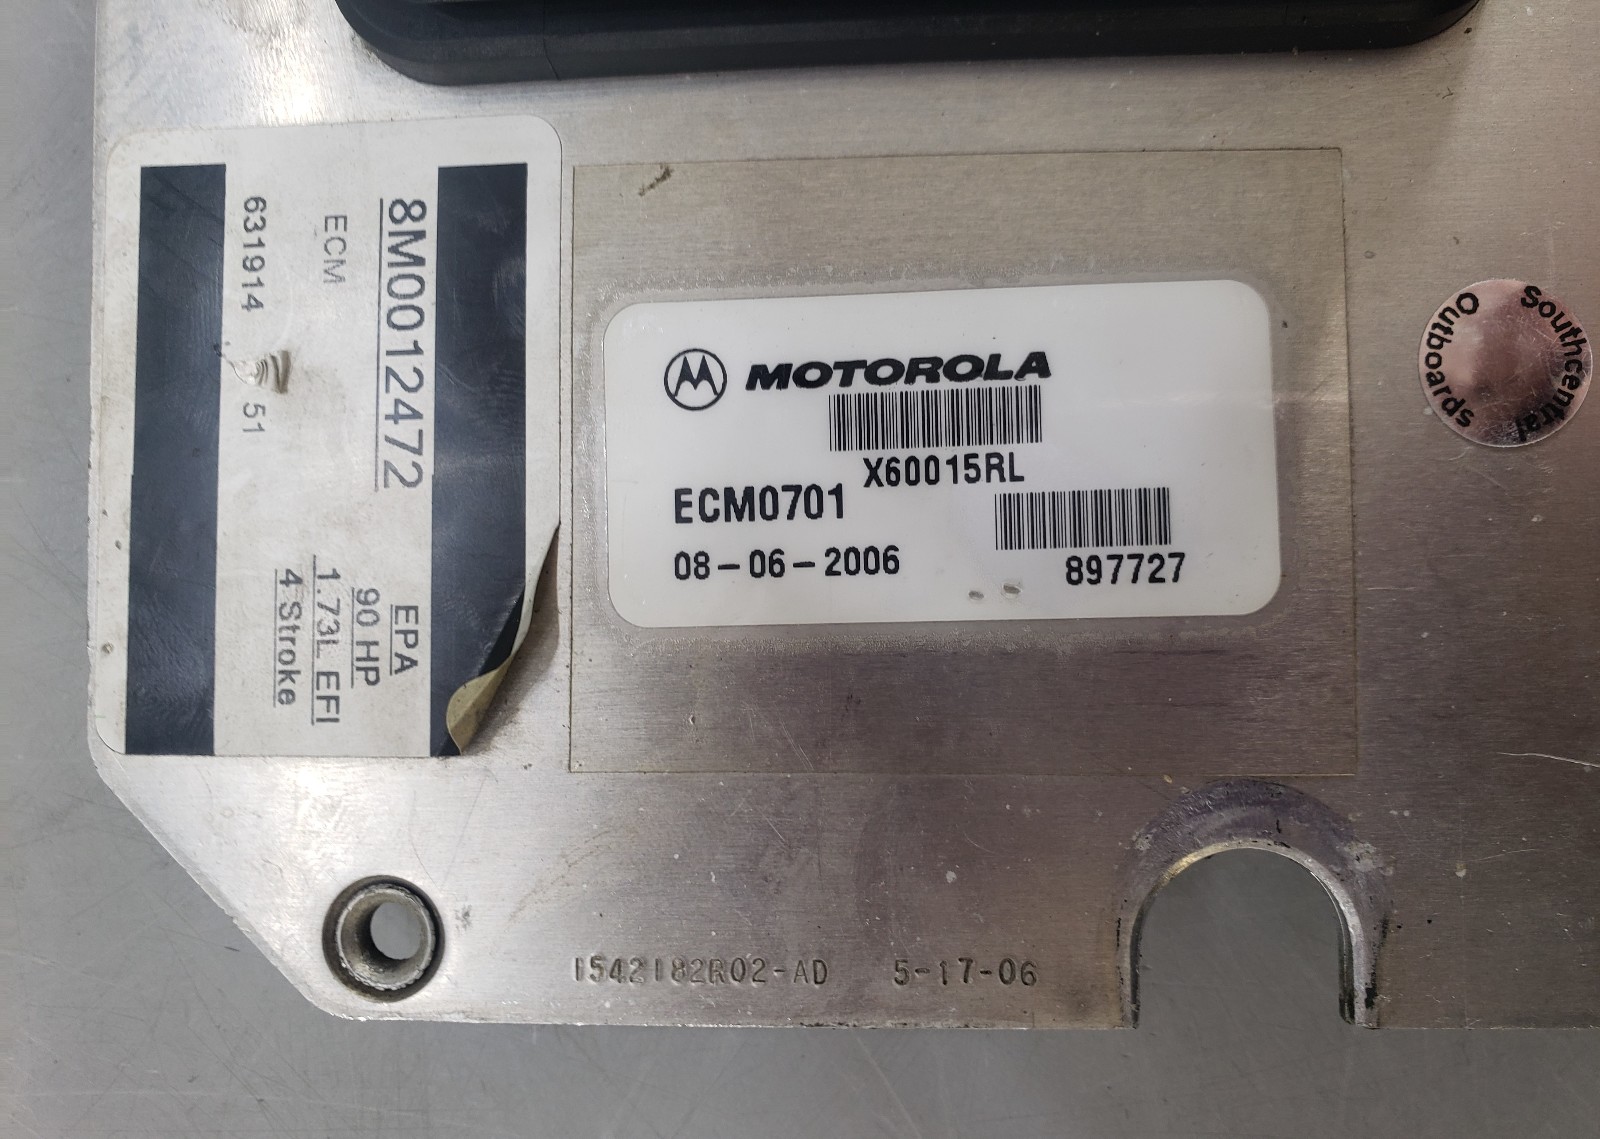 8M0012472
ECM
631914 51
EPA
90 HP
1.73L EFI
4 Stroke
MOTOROLA
X60015RL
ECM0701
08-06-2006
897727
Southcentral
Outboards
1542182R02-AD 5-17-06